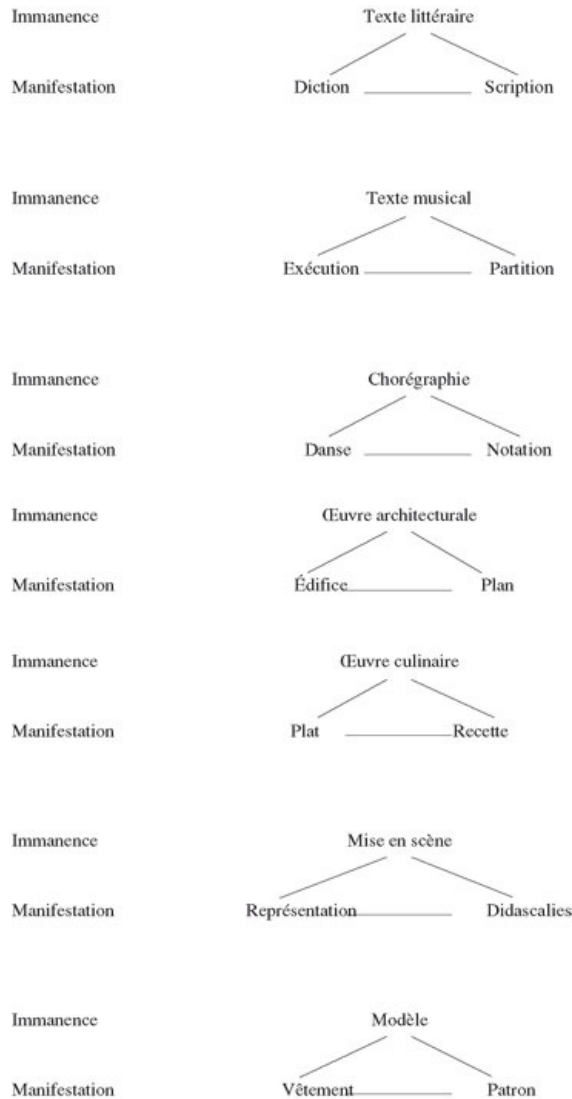 Immanence Texte littéraire
Manifestation Diction Scription
Immanence Texte musical
Manifestation Exécution Partition
Immanence Chorégraphie
Manifestation Danse Notation
Immanence Œuvre architecturale
Manifestation Édifice Plan
Immanence Œuvre culinaire
Manifestation Plat Recette
Immanence Mise en scène
Manifestation Représentation Didascalies
Immanence Modèle
Manifestation Vêtement Patron